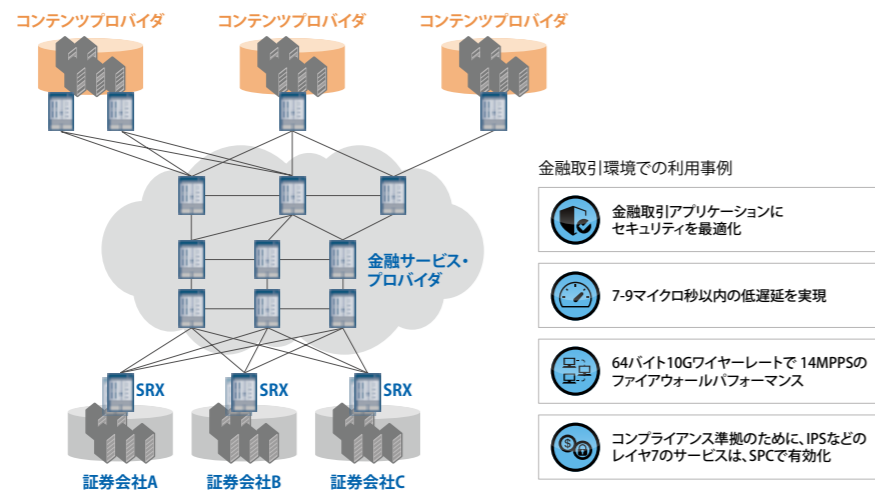 コンテンツプロバイダ
コンテンツプロバイダ
コンテンツプロバイダ
金融サービス・
プロバイダ
SRX
SRX
SRX
証券会社A
証券会社B
証券会社C
金融取引環境での利用事例
金融取引アプリケーションに
セキュリティを最適化
7-9マイクロ秒以内の低遅延を実現
64バイト10Gワイヤーレートで 14MPPSの
ファイアウォールパフォーマンス
コンプライアンス準拠のために、IPSなどの
レイヤ7のサービスは、SPCで有効化